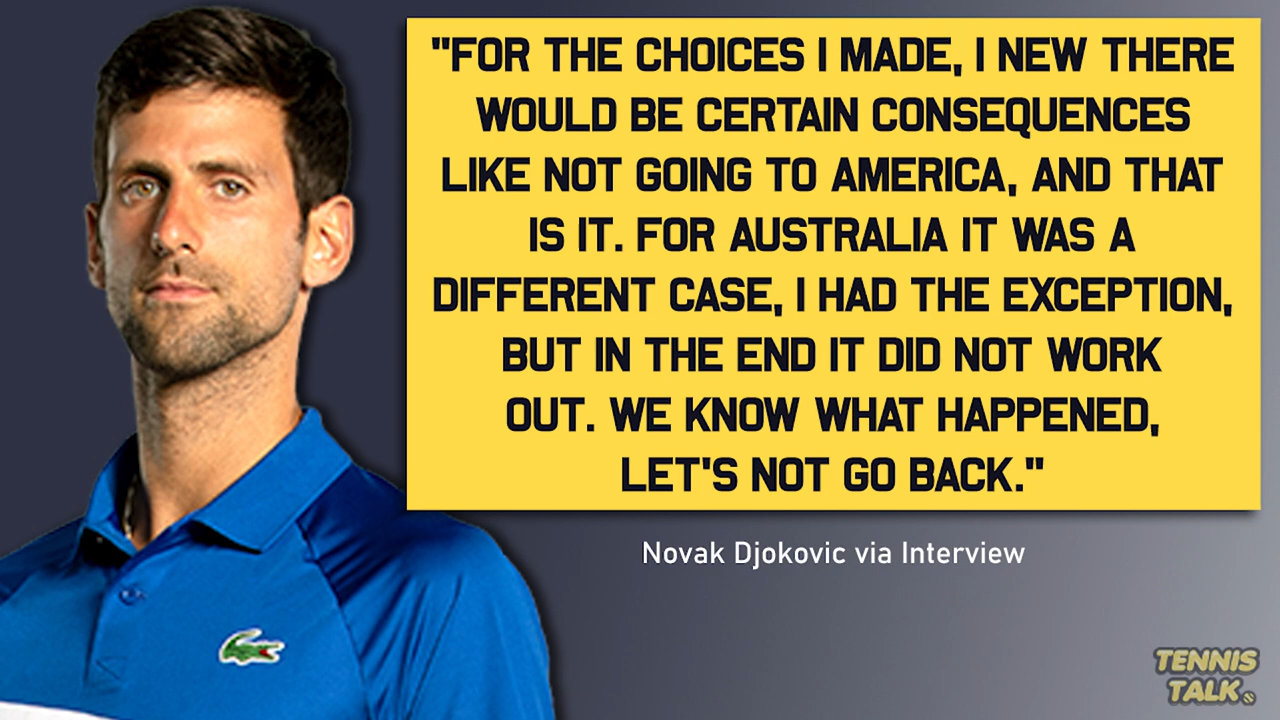 "FOR THE CHOICES I MADE, I NEW THERE
WOULD BE CERTAIN CONSEQUENCES
LIKE NOT GOING TO AMERICA, AND THAT
IS IT. FOR AUSTRALIA IT WAS A
DIFFERENT CASE, I HAD THE EXCEPTION,
BUT IN THE END IT DID NOT WORK
OUT. WE KNOW WHAT HAPPENED,
LET'S NOT GO BACK."
Novak Djokovic via Interview
TENNIS
TALK